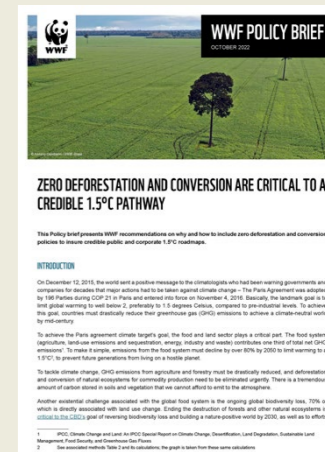 WWF POLICY BRIEF
OCTOBER 2022
WWF
ZERO DEFORESTATION AND CONVERSION ARE CRITICAL TO A
CREDIBLE 1.5°C PATHWAY
This Policy brief presents WWF recommendations on why and how to include zero deforestation and conversion
policies to insure credible public and corporate 1.5°C roadmaps.
INTRODUCTION
On December 12, 2015, the world sent a positive message to the climatologists who had been warning governments and
companies for decades that major actions had to be taken against climate change – The Paris Agreement was adopted
by 196 Parties during COP 21 in Paris and entered into force on November 4, 2016. Basically, the landmark goal is to
limit global warming to well below 2, preferably to 1.5 degrees Celsius, compared to pre-industrial levels. To achieve
this goal, countries must drastically reduce their greenhouse gas (GHG) emissions to achieve a climate-neutral world
by mid-century.
To achieve the Paris agreement climate target's goal, the food and land sector plays a critical part. The food system
(agriculture, land-use emissions and sequestration, energy, industry and waste) contributes one third of total net GHG
emissions¹. To make it simple, emissions from the food system must decline by over 80% by 2050 to limit warming to a
1.5°C², to prevent future generations from living on a hostile planet.
To tackle climate change, GHG emissions from agriculture and forestry must be drastically reduced, and deforestation
and conversion of natural ecosystems for commodity production need to be eliminated urgently. There is a tremendous
amount of carbon stored in soils and vegetation that we cannot afford to emit to the atmosphere.
Another existential challenge associated with the global food system is the ongoing global biodiversity loss, 70% of
which is directly associated with land use change. Ending the destruction of forests and other natural ecosystems is
critical to the CBD's goal of reversing biodiversity loss and building a nature-positive world by 2030, as well as to efforts
1 IPCC, Climate Change and Land: An IPCC Special Report on Climate Change, Desertification, Land Degradation, Sustainable Land
Management, Food Security, and Greenhouse Gas Fluxes
2 See associated methods Table 2 and its calculations; the graph is taken from these same calculations